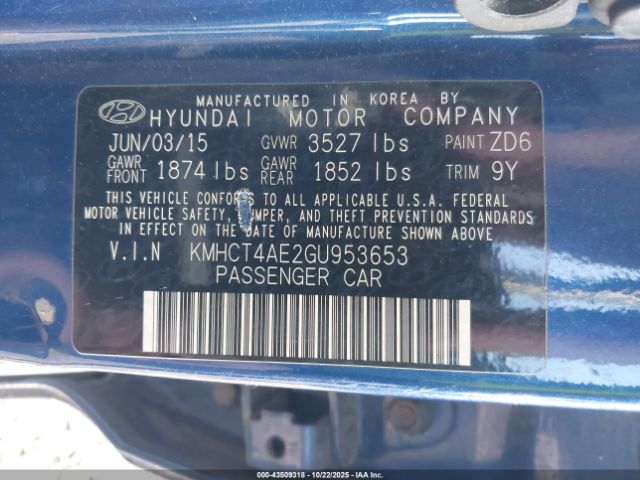 MANUFACTURED IN KOREA BY
HYUNDAI MOTOR COMPANY
JUN/03/15 GVWR 3527 lbs PAINT ZD6
GAWR FRONT 1874 lbs GAWR REAR 1852 lbs TRIM 9Y
THIS VEHICLE CONFORMS TO ALL APPLICABLE U.S.A. FEDERAL
MOTOR VEHICLE SAFETY, BUMPER, AND THEFT PREVENTION STANDARDS
IN EFFECT ON THE DATE OF MANUFACTURE SHOWN ABOVE
V.I.N KMHCT4AE2GU953653
PASSENGER CAR
000-43509318 | 10/22/2025 | IAAI.COM